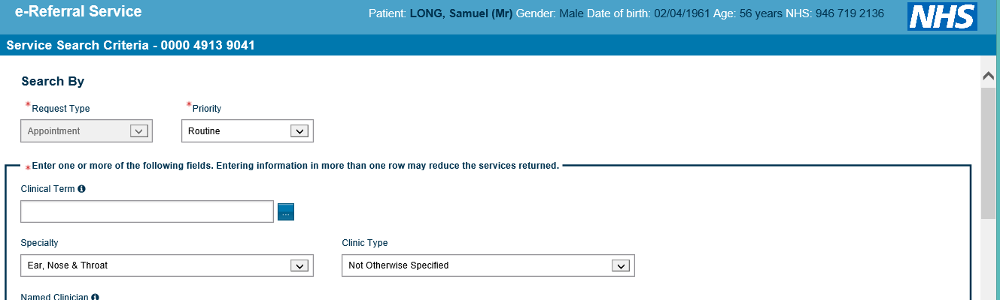 e-Referral Service
Patient: LONG, Samuel (Mr) Gender: Male Date of birth: 02/04/1961 Age: 56 years NHS: 946 719 2136
NHS
Service Search Criteria - 0000 4913 9041
Search By
*Request Type
*Priority
Appointment
Routine
*Enter one or more of the following fields. Entering information in more than one row may reduce the services returned.
Clinical Term
...
Specialty
Clinic Type
Ear, Nose & Throat
Not Otherwise Specified
Named Clinician